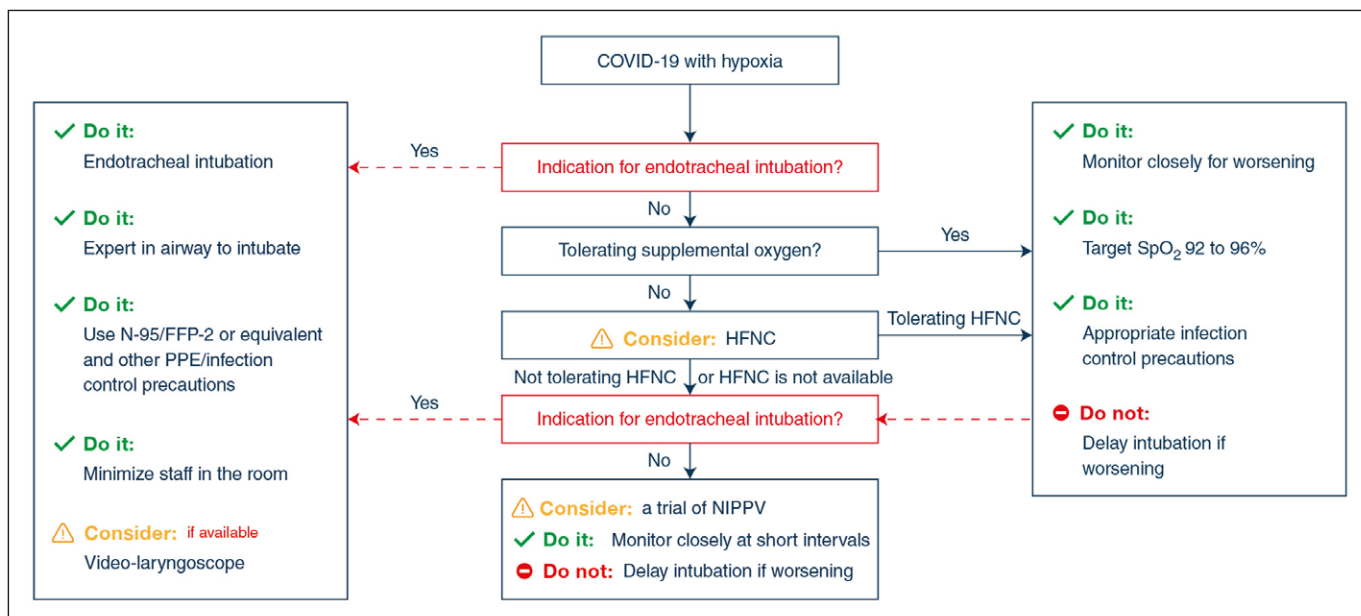 COVID-19 with hypoxia
Indication for endotracheal intubation?
Yes
No
Tolerating supplemental oxygen?
Yes
No
Consider: HFNC
Tolerating HFNC
Not tolerating HFNC or HFNC is not available
Indication for endotracheal intubation?
Yes
No
Consider: a trial of NIPPV
Do it: Monitor closely at short intervals
Do not: Delay intubation if worsening
Do it:
Endotracheal intubation
Do it:
Expert in airway to intubate
Do it:
Use N-95/FFP-2 or equivalent
and other PPE/infection
control precautions
Do it:
Minimize staff in the room
Consider: if available
Video-laryngoscope
Do it:
Monitor closely for worsening
Do it:
Target SpO₂ 92 to 96%
Do it:
Appropriate infection
control precautions
Do not:
Delay intubation if
worsening